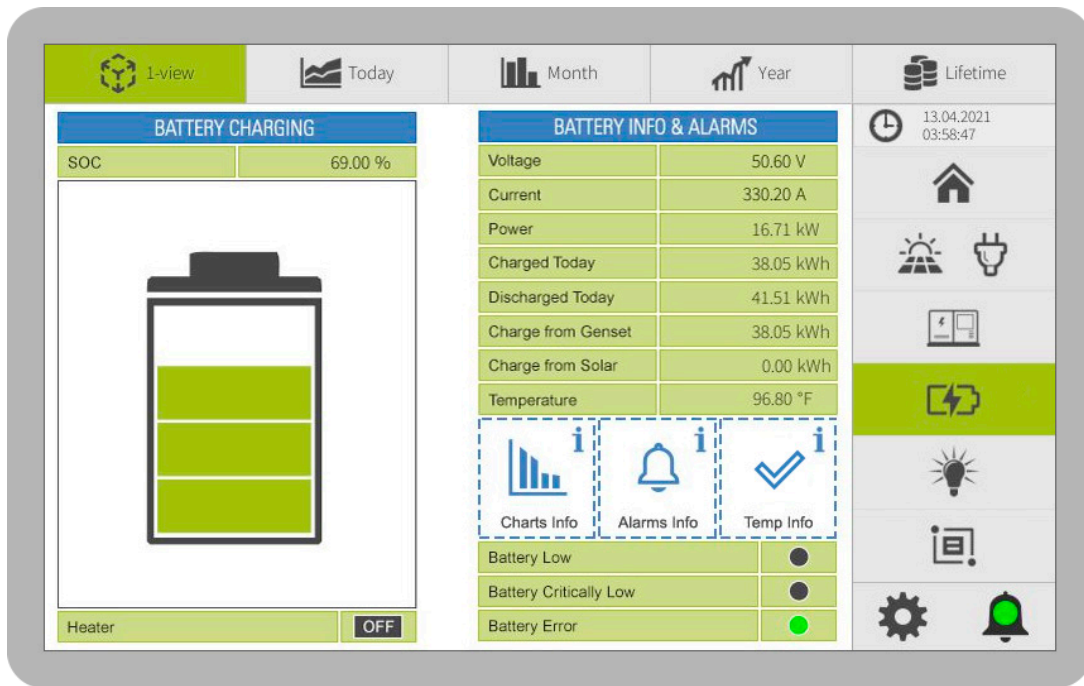 1-view
Today
Month
Year
Lifetime
13.04.2021
03:58:47
BATTERY CHARGING
SOC 69.00 %
Heater OFF
BATTERY INFO & ALARMS
Voltage 50.60 V
Current 330.20 A
Power 16.71 kW
Charged Today 38.05 kWh
Discharged Today 41.51 kWh
Charge from Genset 38.05 kWh
Charge from Solar 0.00 kWh
Temperature 96.80 °F
i i i
Charts Info Alarms Info Temp Info
Battery Low
Battery Critically Low
Battery Error